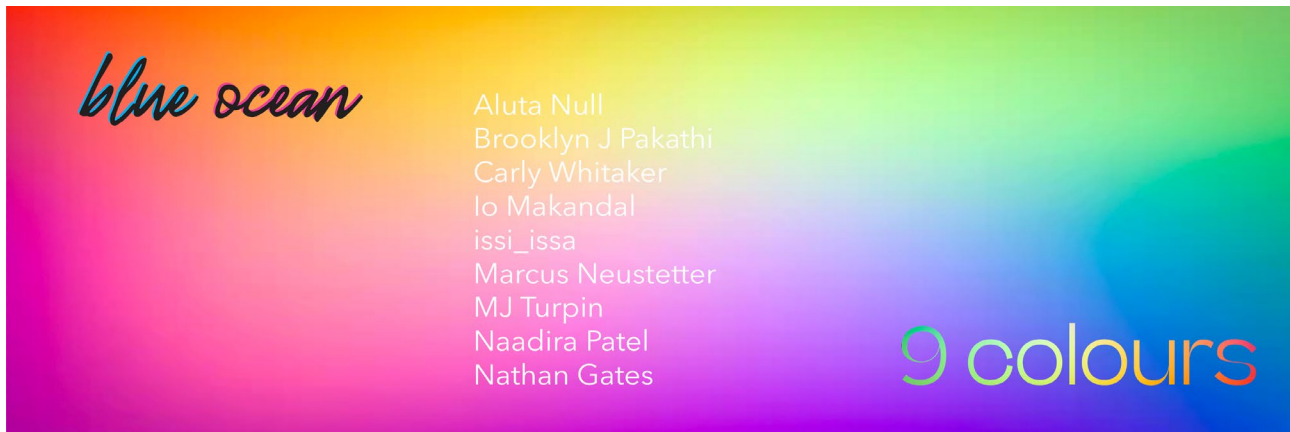 blue ocean
Aluta Null
Brooklyn J Pakathi
Carly Whitaker
Io Makandal
issi_issa
Marcus Neustetter
MJ Turpin
Naadira Patel
Nathan Gates
9 colours